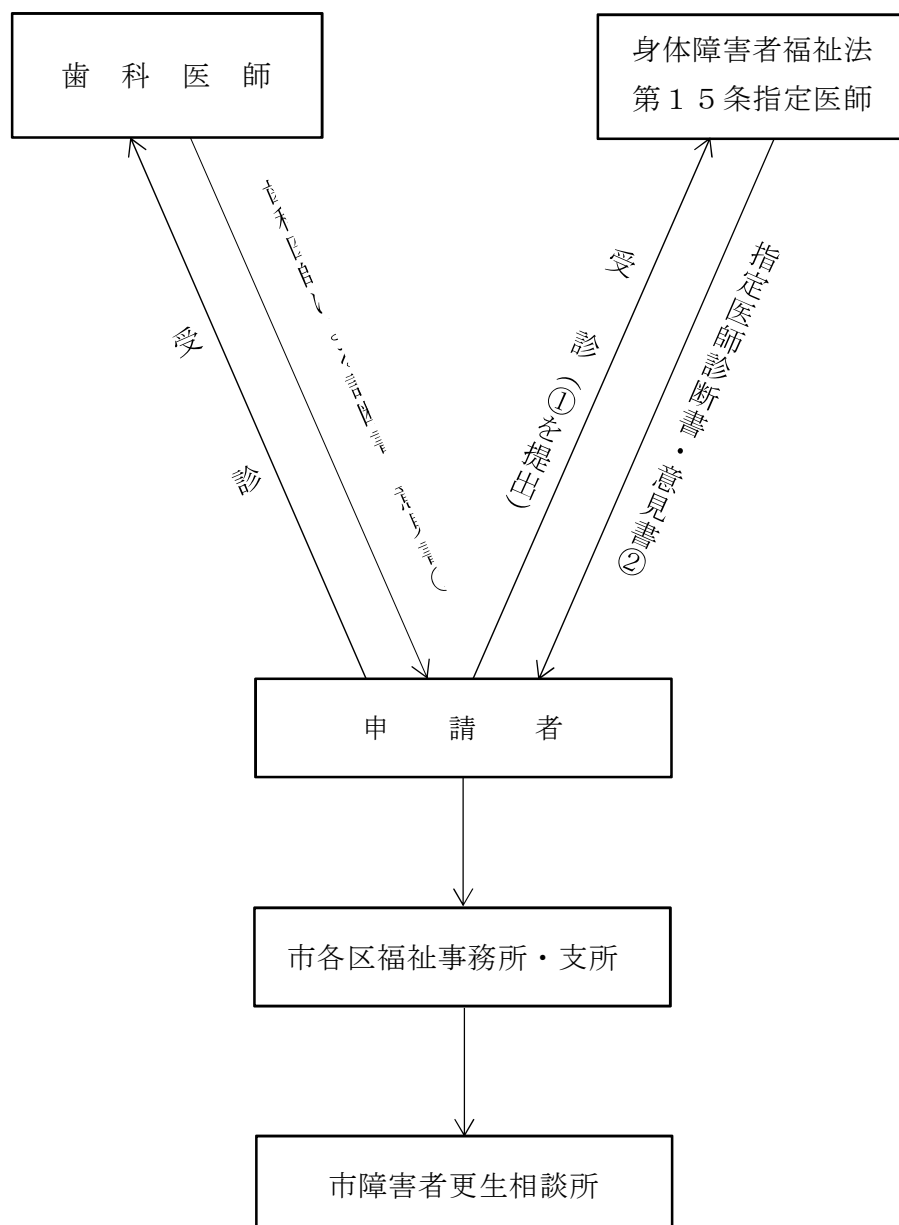 歯科医師
身体障害者福祉法
第１５条指定医師
受診
受診(①を提出)
指定医師診断書・意見書②
申請者
市各区福祉事務所・支所
市障害者更生相談所